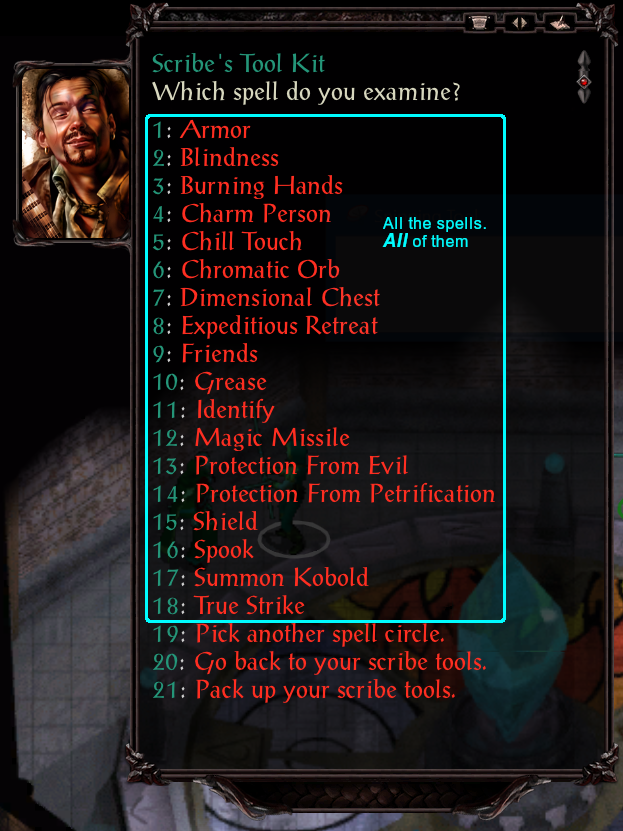 Scribe's Tool Kit
Which spell do you examine?
1: Armor
2: Blindness
3: Burning Hands
4: Charm Person
All the spells.
5: Chill Touch
All of them
6: Chromatic Orb
7: Dimensional Chest
8: Expeditious Retreat
9: Friends
10: Grease
11: Identify
12: Magic Missile
13: Protection From Evil
14: Protection From Petrification
15: Shield
16: Spook
17: Summon Kobold
18: True Strike
19: Pick another spell circle.
20: Go back to your scribe tools.
21: Pack up your scribe tools.